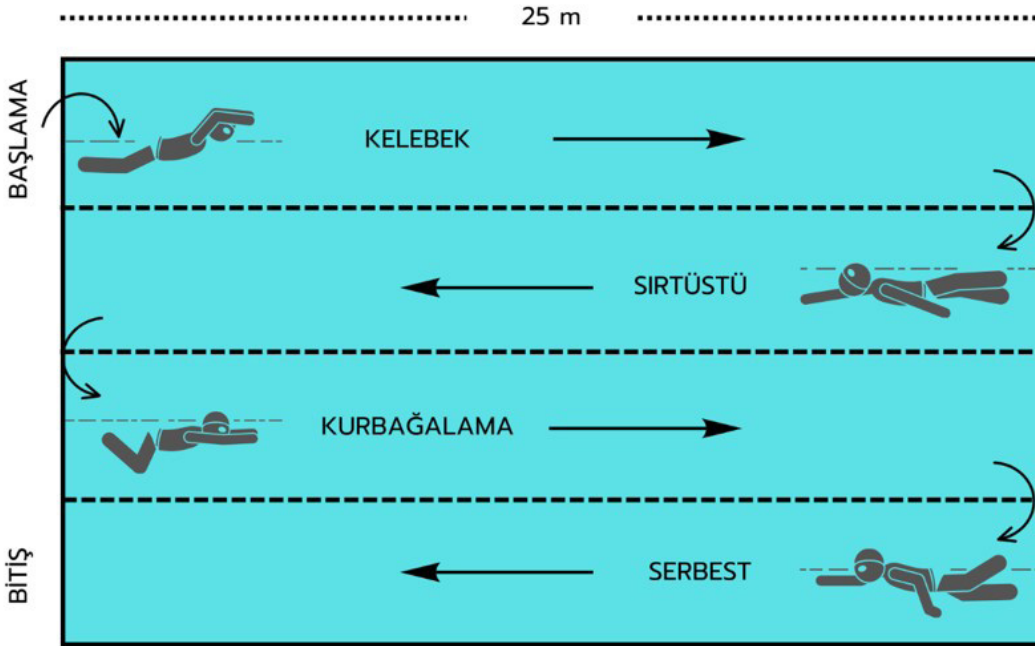 25 m
BAŞLAMA
KELEBEK
SIRTÜSTÜ
KURBAĞALAMA
BİTİŞ
SERBEST